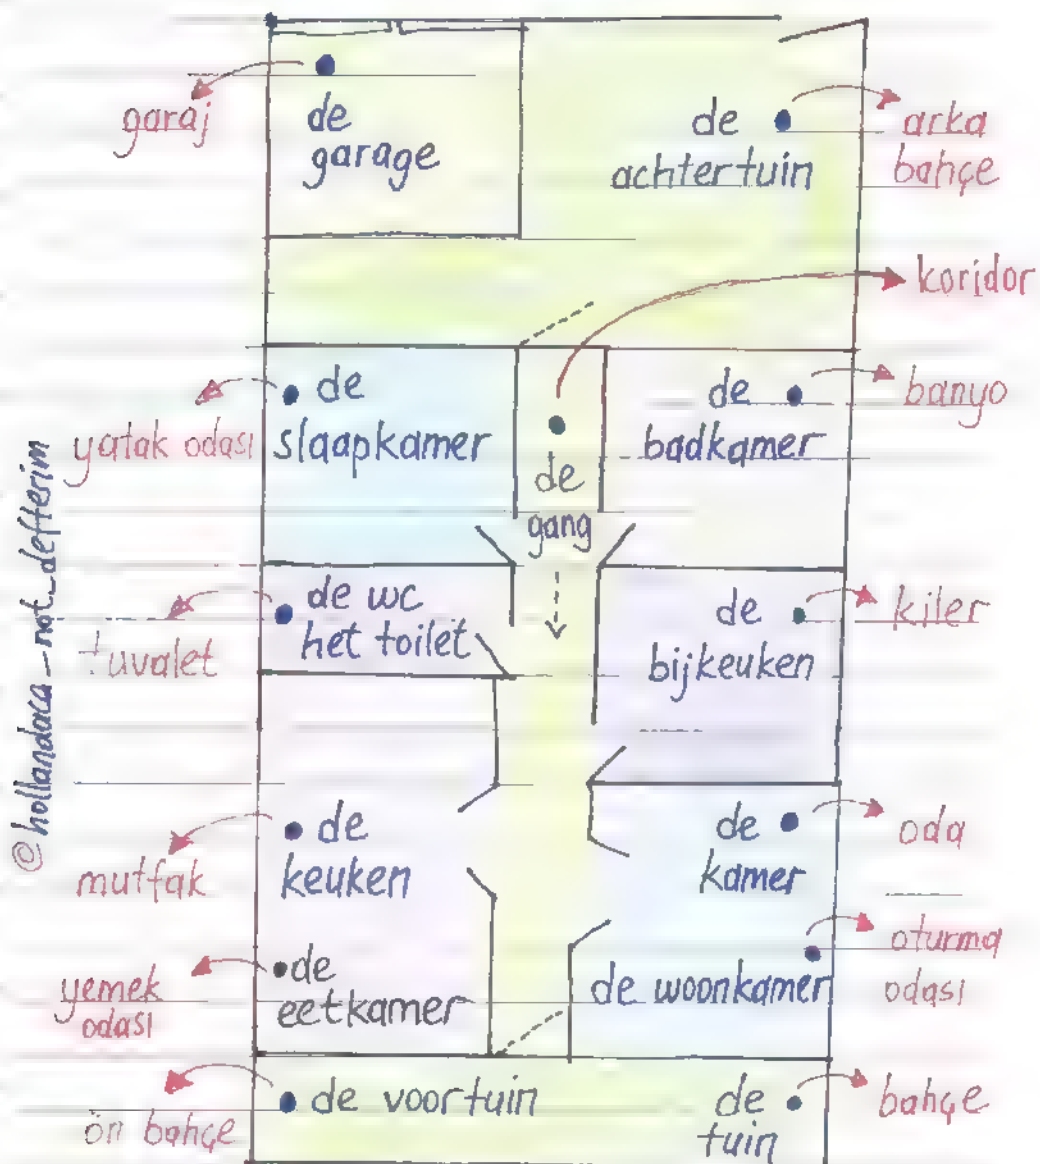 garaj
de
garage
de
achtertuin
arka
bahçe
koridor
yatak odası
de
slaapkamer
de
gang
de
badkamer
banyo
tuvalet
de wc
het toilet
de
bijkeuken
kiler
mutfak
de
keuken
de
kamer
oda
yemek
odası
de
eetkamer
de woonkamer
oturma
odası
ön bahçe
de voortuin
de
tuin
bahçe
@hollandaca_not_defterim